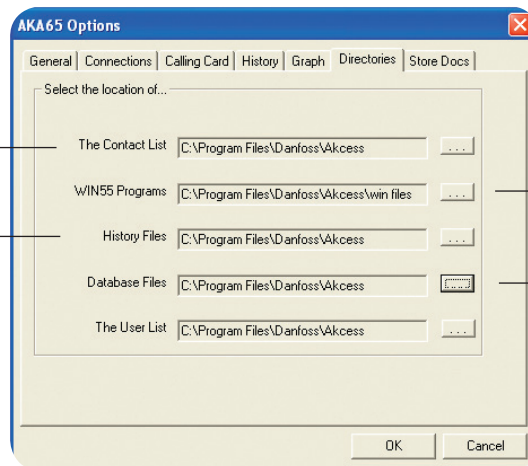 AKA65 Options
General Connections Calling Card History Graph Directories Store Docs
Select the location of...
The Contact List C:\Program Files\Danfoss\Akcess ...
WIN55 Programs C:\Program Files\Danfoss\Akcess\win files ...
History Files C:\Program Files\Danfoss\Akcess ...
Database Files C:\Program Files\Danfoss\Akcess ...
The User List C:\Program Files\Danfoss\Akcess ...
OK Cancel